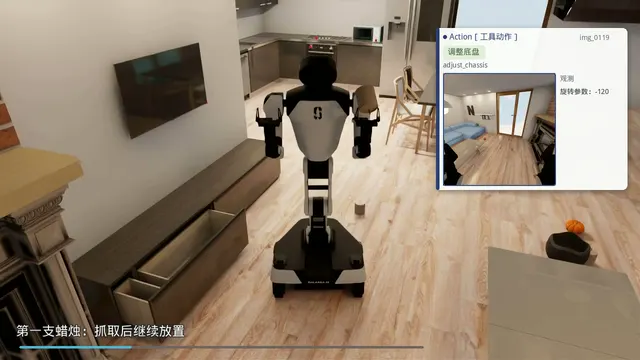 Action [ 工具动作 ]
img_0119
调整底盘
adjust_chassis
观测
旋转参数: -120
第一支蜡烛：抓取后继续放置